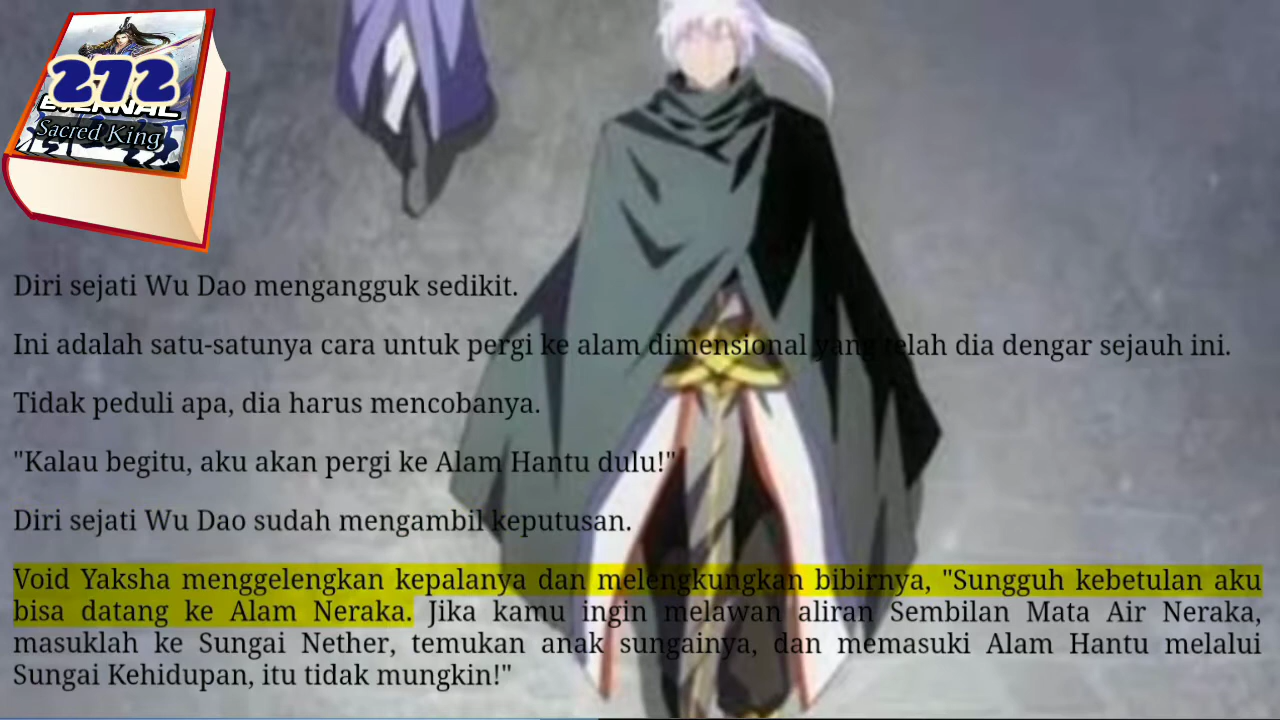 272
ETERNAL
Sacred King
Diri sejati Wu Dao mengangguk sedikit.
Ini adalah satu-satunya cara untuk pergi ke alam dimensional yang telah dia dengar sejauh ini.
Tidak peduli apa, dia harus mencobanya.
"Kalau begitu, aku akan pergi ke Alam Hantu dulu!"
Diri sejati Wu Dao sudah mengambil keputusan.
Void Yaksha menggelengkan kepalanya dan melengkungkan bibirnya, "Sungguh kebetulan aku
bisa datang ke Alam Neraka. Jika kamu ingin melawan aliran Sembilan Mata Air Neraka,
masuklah ke Sungai Nether, temukan anak sungainya, dan memasuki Alam Hantu melalui
Sungai Kehidupan, itu tidak mungkin!"